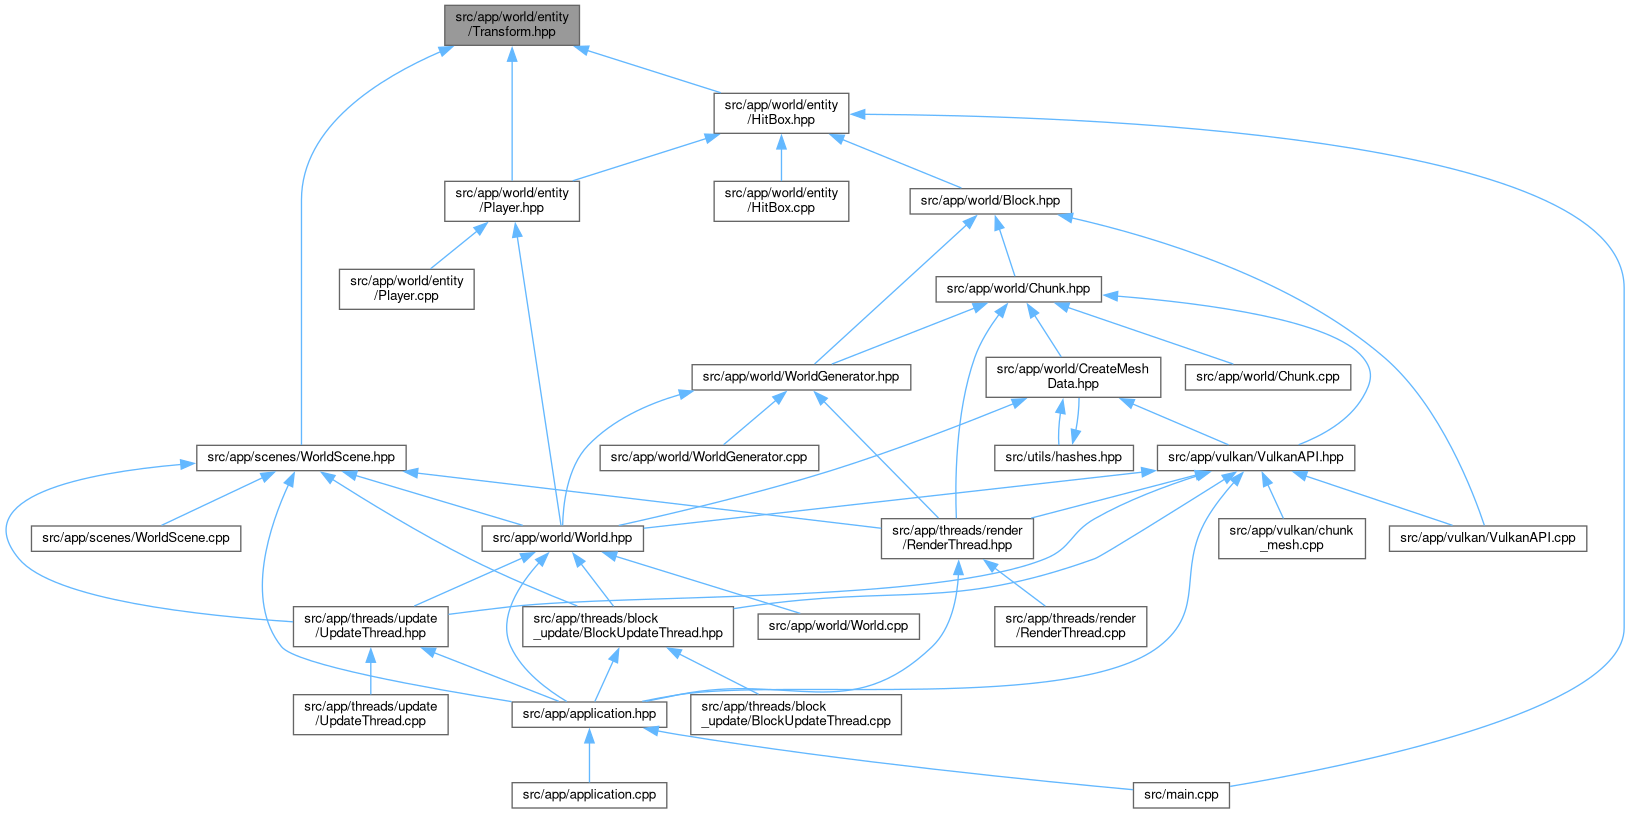 src/app/world/entity
/Transform.hpp
src/app/world/entity
/HitBox.hpp
src/app/world/entity
/Player.hpp
src/app/world/entity
/HitBox.cpp
src/app/world/Block.hpp
src/app/world/entity
/Player.cpp
src/app/world/Chunk.hpp
src/app/world/WorldGenerator.hpp
src/app/world/CreateMesh
Data.hpp
src/app/world/Chunk.cpp
src/app/scenes/WorldScene.hpp
src/app/world/WorldGenerator.cpp
src/utils/hashes.hpp
src/app/vulkan/VulkanAPI.hpp
src/app/scenes/WorldScene.cpp
src/app/world/World.hpp
src/app/threads/render
/RenderThread.hpp
src/app/vulkan/chunk
_mesh.cpp
src/app/vulkan/VulkanAPI.cpp
src/app/threads/update
/UpdateThread.hpp
src/app/threads/block
_update/BlockUpdateThread.hpp
src/app/world/World.cpp
src/app/threads/render
/RenderThread.cpp
src/app/threads/update
/UpdateThread.cpp
src/app/application.hpp
src/app/threads/block
_update/BlockUpdateThread.cpp
src/app/application.cpp
src/main.cpp